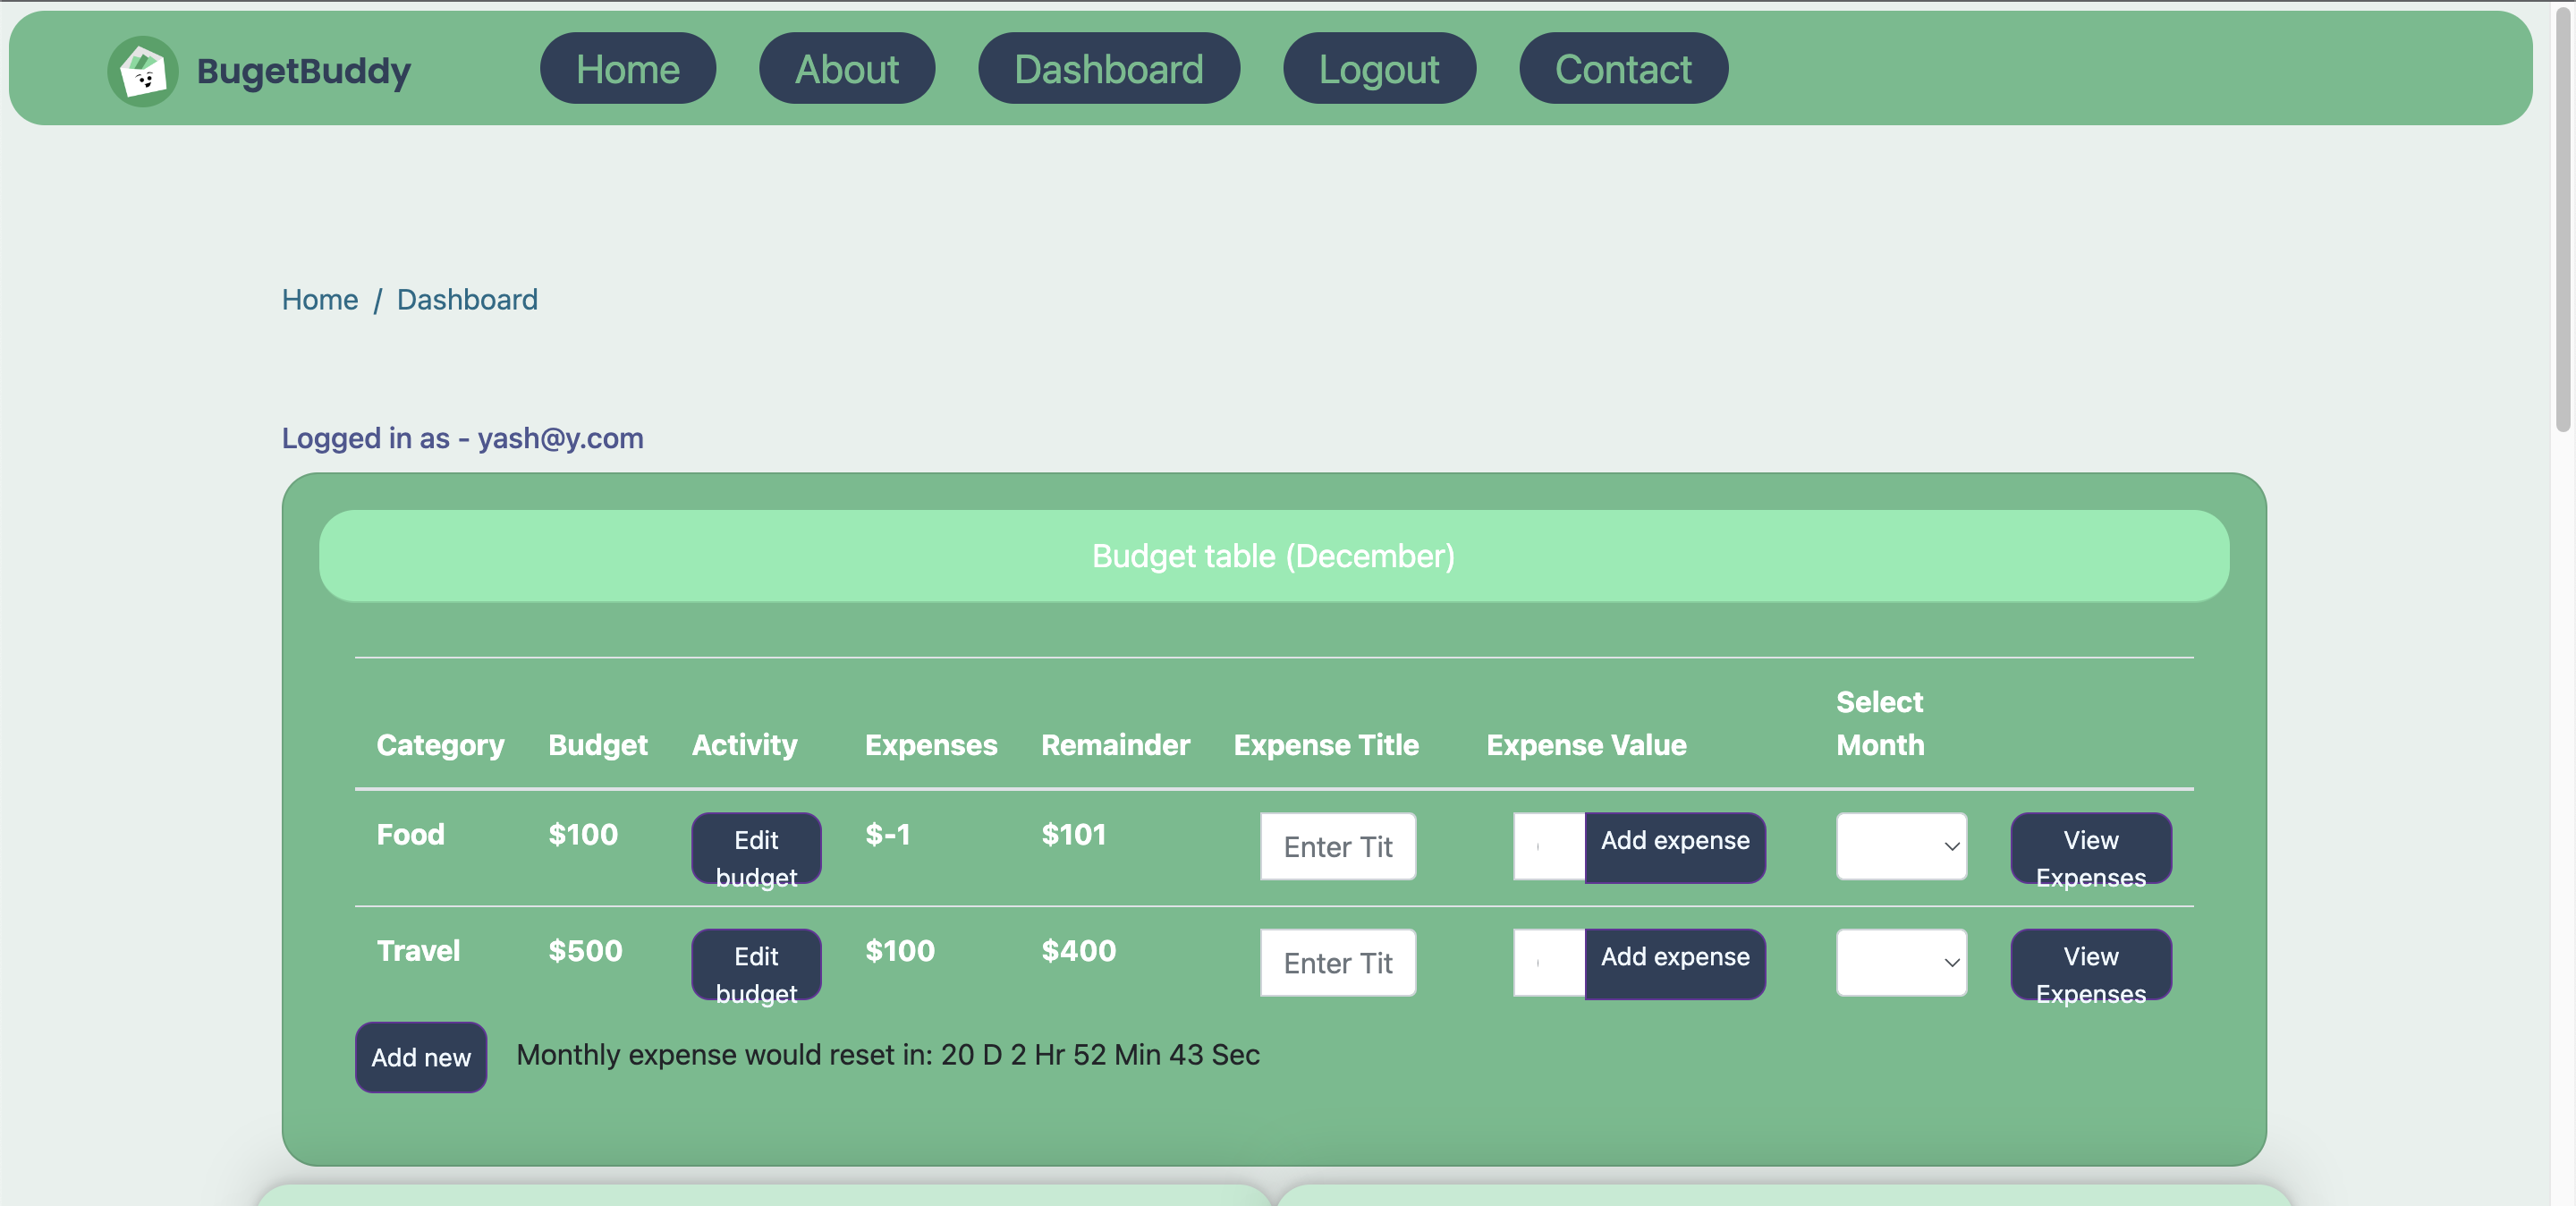 BugetBuddy Home About Dashboard Logout Contact
Home / Dashboard
Logged in as - yash@y.com
Budget table (December)
Category Budget Activity Expenses Remainder Expense Title Expense Value Select Month
Food $100 Edit budget $-1 $101 Enter Tit Add expense View Expenses
Travel $500 Edit budget $100 $400 Enter Tit Add expense View Expenses
Add new Monthly expense would reset in: 20 D 2 Hr 52 Min 43 Sec